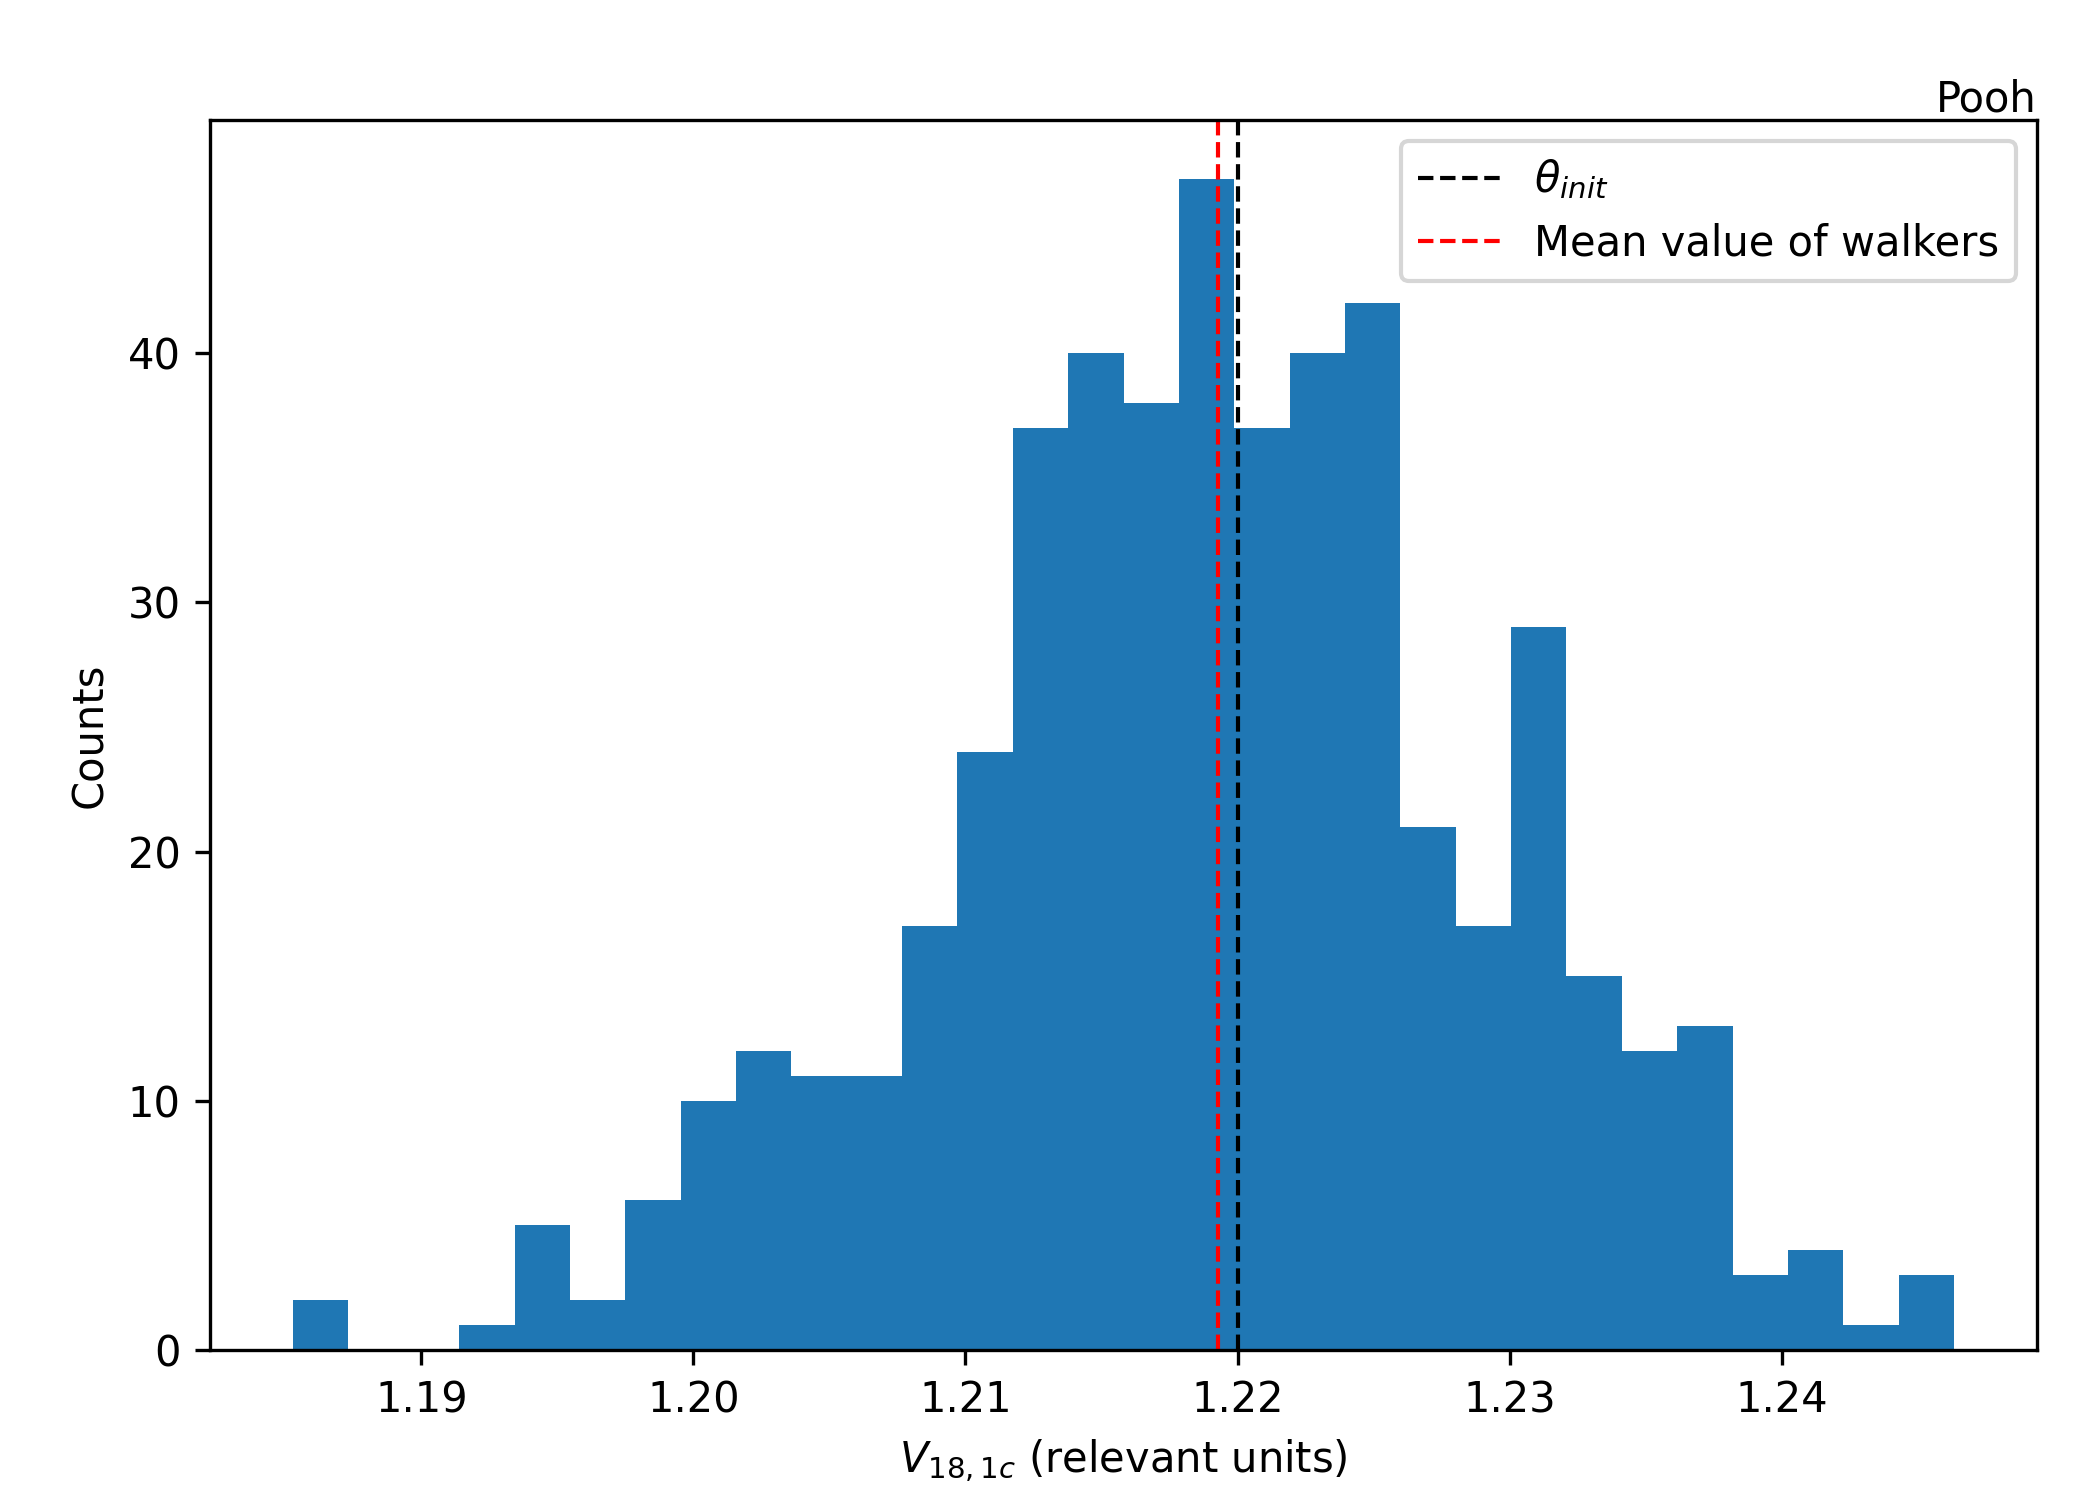 Pooh
θinit
Mean value of walkers
40
30
20
10
0
Counts
1.19 1.20 1.21 1.22 1.23 1.24
V18, 1c (relevant units)